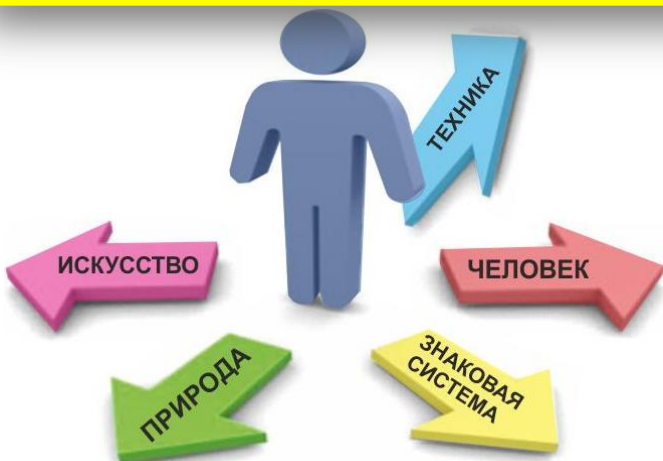 ТЕХНИКА
ИСКУССТВО
ЧЕЛОВЕК
ПРИРОДА
ЗНАКОВАЯ
СИСТЕМА